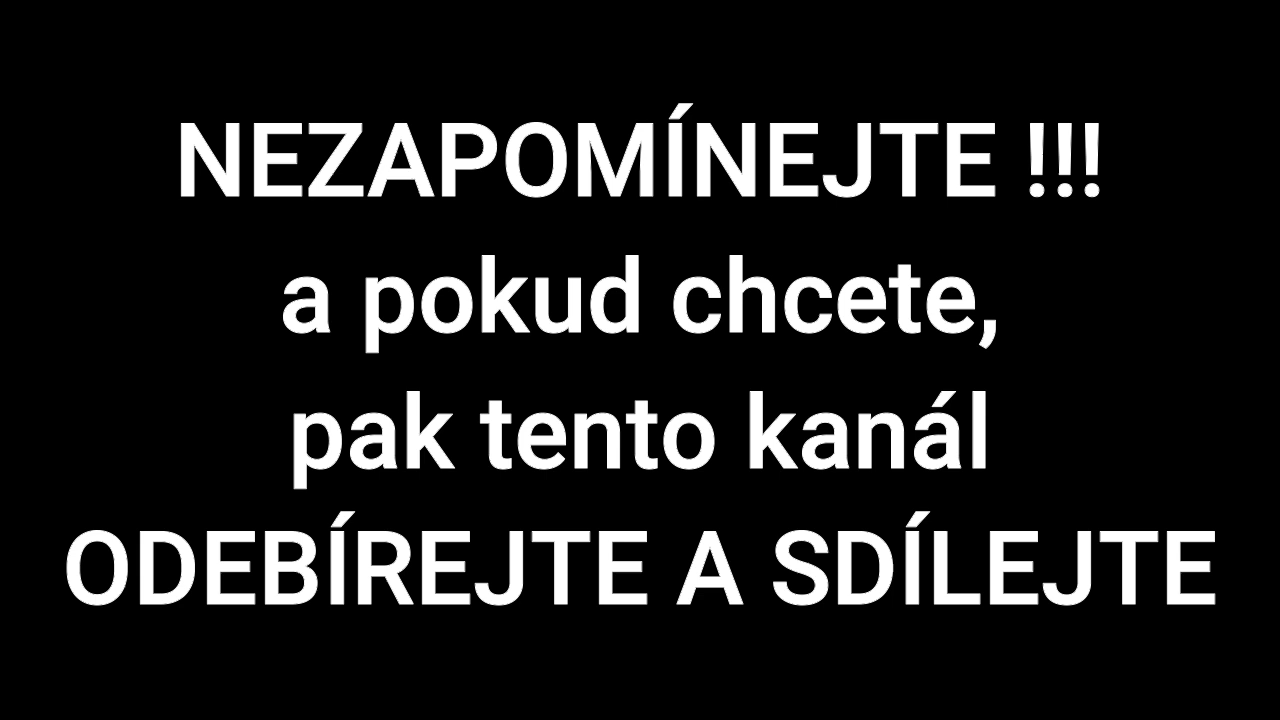 NEZAPOMÍNEJTE !!!
a pokud chcete,
pak tento kanál
ODEBÍREJTE A SDÍLEJTE